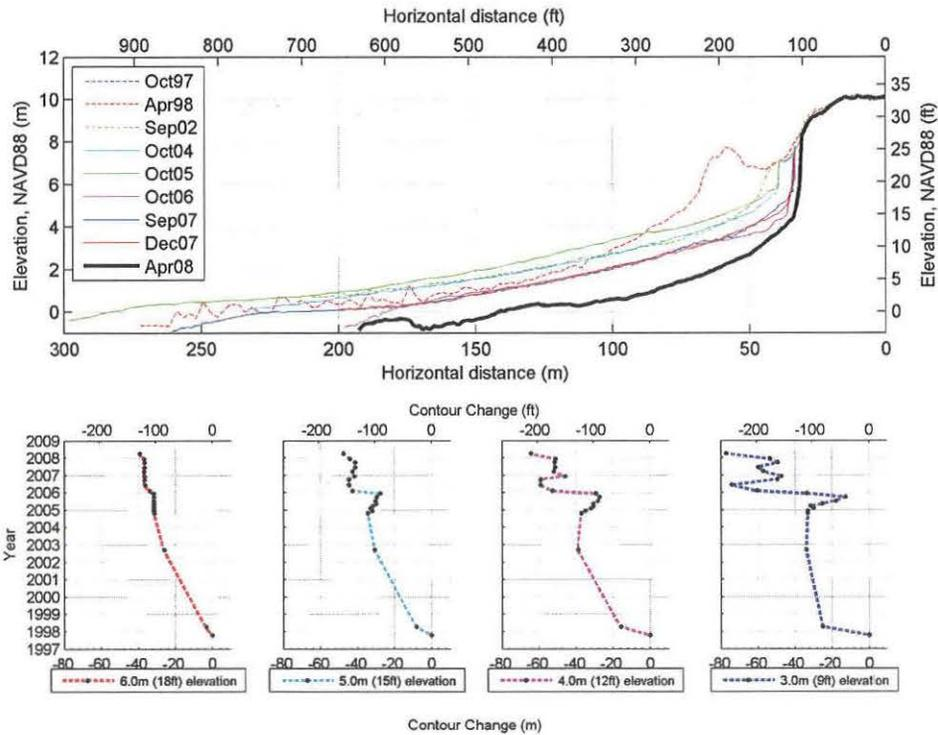 Horizontal distance (ft)
900 800 700 600 500 400 300 200 100 0
12
10
8
6
4
2
0
Elevation, NAVD88 (m)
Oct97
Apr98
Sep02
Oct04
Oct05
Oct06
Sep07
Dec07
Apr08
35
30
25
20
15
10
5
0
Elevation, NAVD88 (ft)
300 250 200 150 100 50 0
Horizontal distance (m)
Contour Change (ft)
-200 -100 0
-200 -100 0
-200 -100 0
-200 -100 0
2009
2008
2007
2006
2005
2003
2002
2001
1999
1998
1997
Year
-80 -60 -40 -20 0
-80 -60 -40 -20 0
-80 -60 -40 -20 0
-80 -60 -40 -20 0
6.0m (18ft) elevation
5.0m (15ft) elevation
4.0m (12ft) elevation
3.0m (9ft) elevation
Contour Change (m)